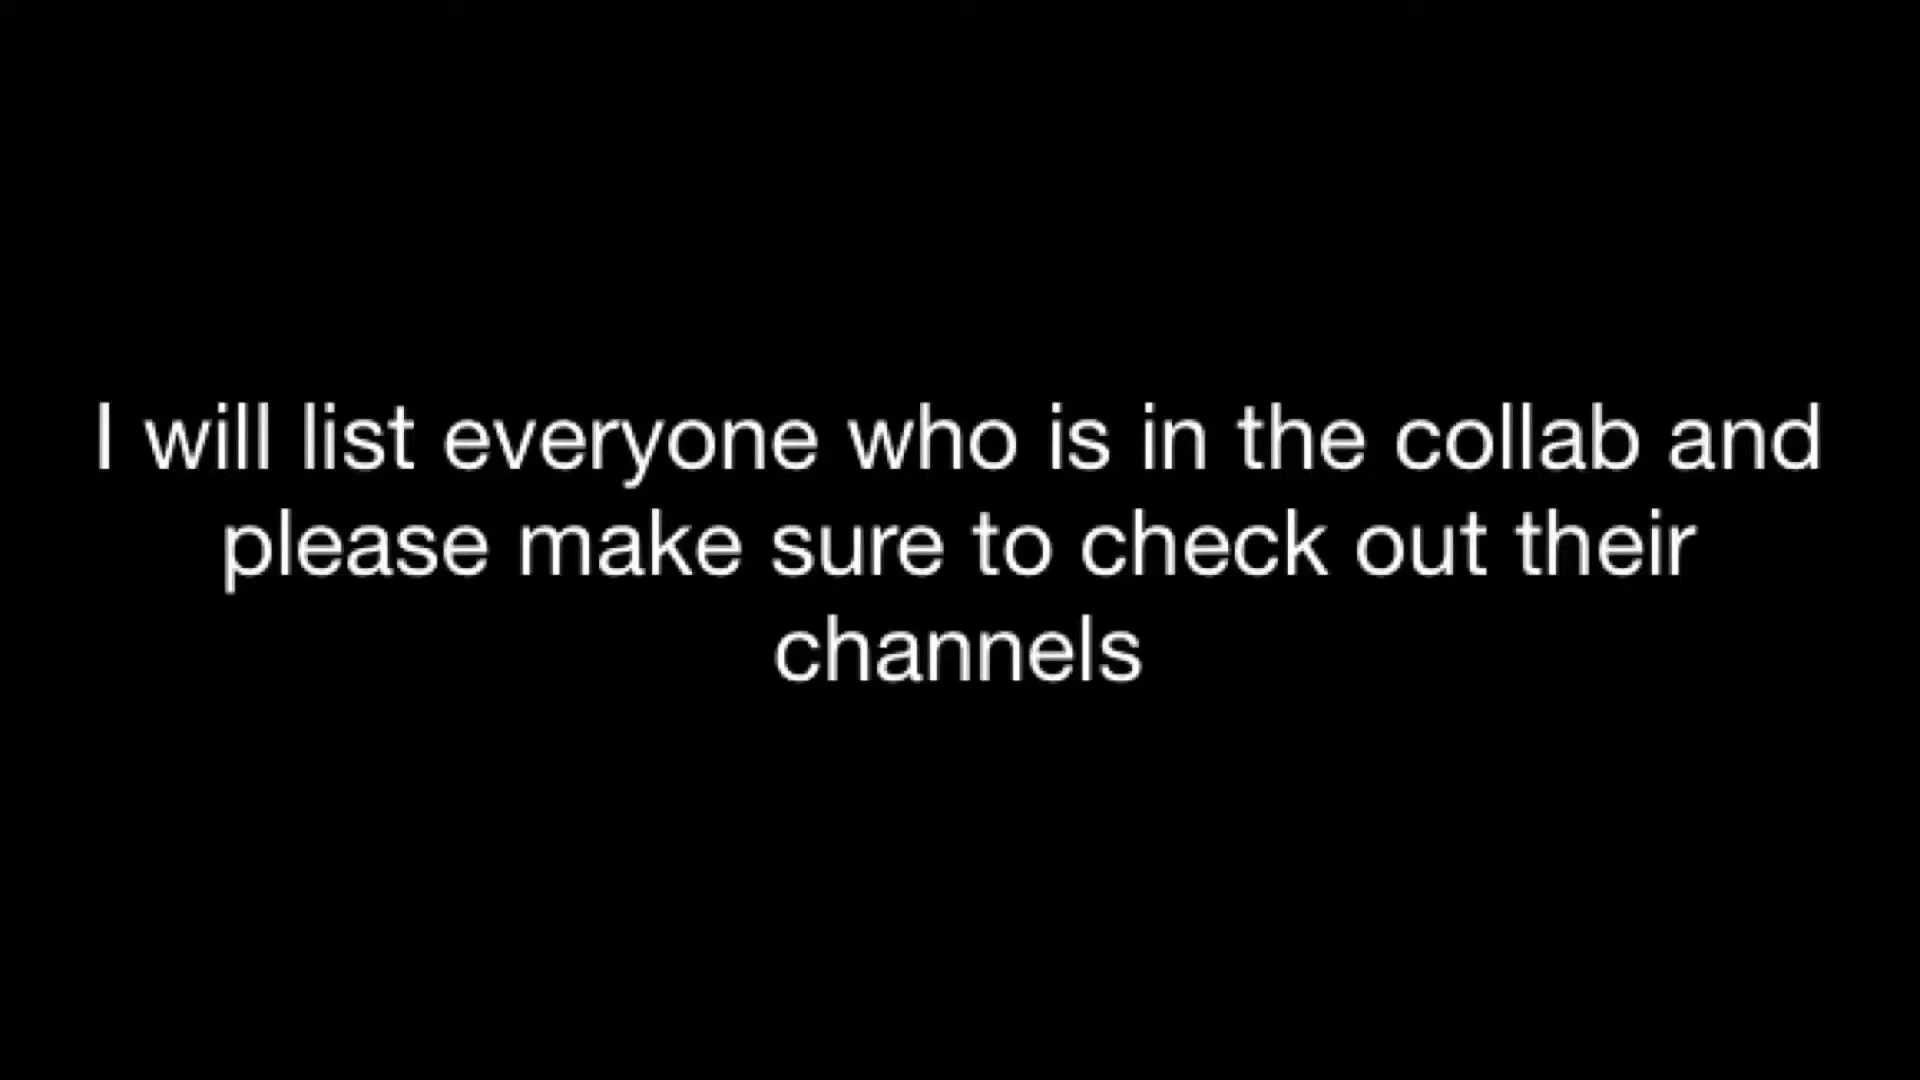 I will list everyone who is in the collab and
please make sure to check out their
channels